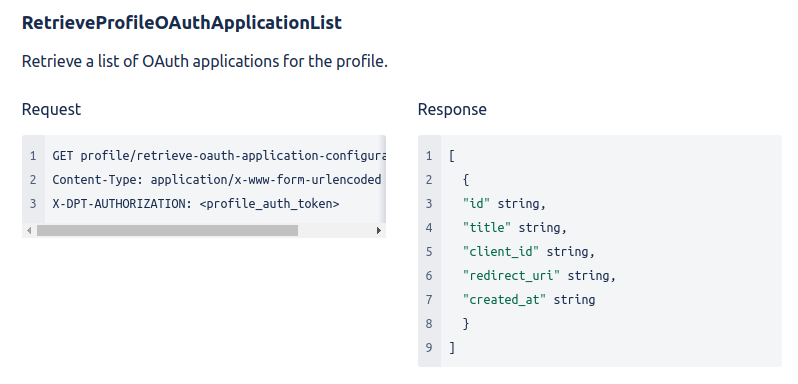 RetrieveProfileOAuthApplicationList
Retrieve a list of OAuth applications for the profile.
Request
1 GET profile/retrieve-oauth-application-configura
2 Content-Type: application/x-www-form-urlencoded
3 X-DPT-AUTHORIZATION: <profile_auth_token>
Response
1 [
2 {
3 "id" string,
4 "title" string,
5 "client_id" string,
6 "redirect_uri" string,
7 "created_at" string
8 }
9 ]